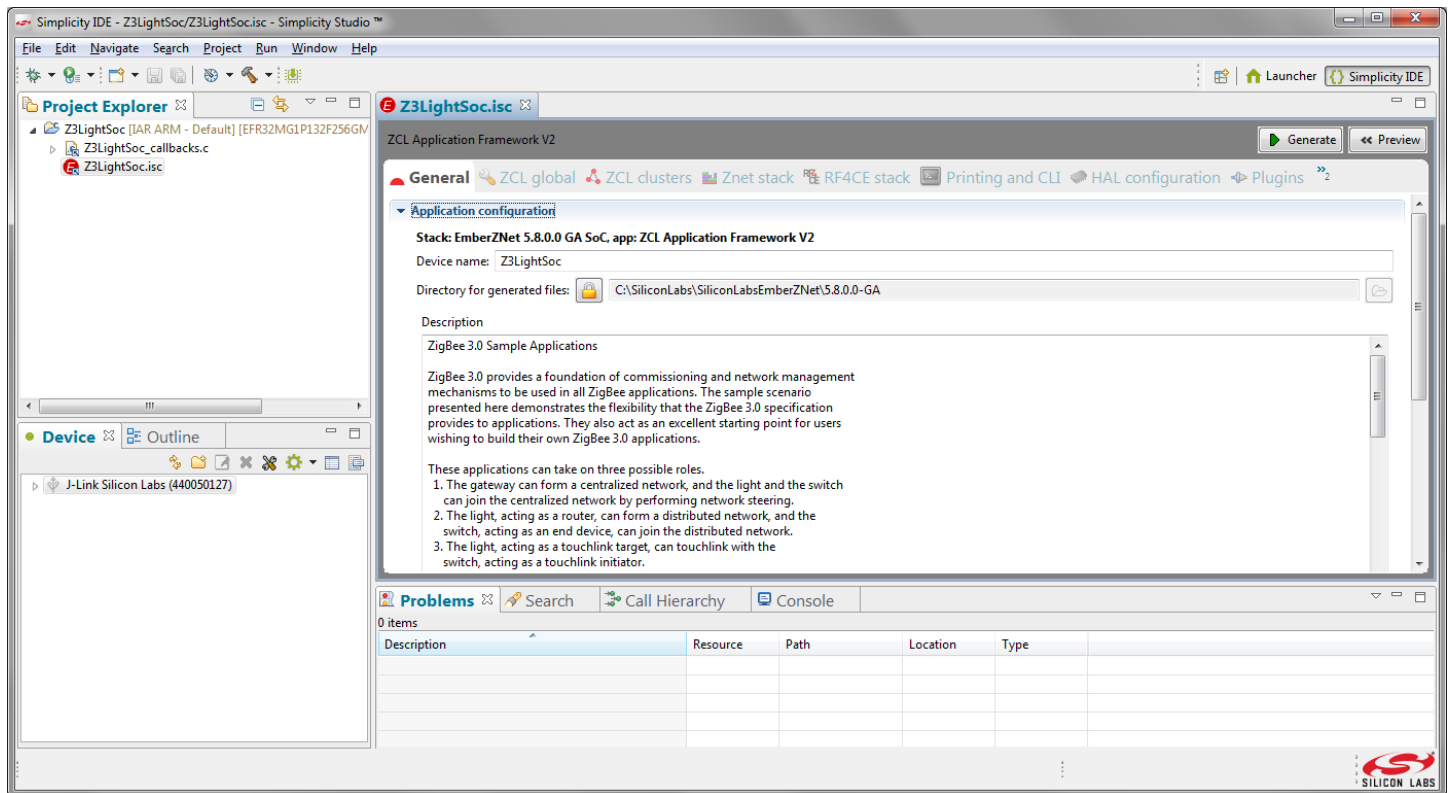 Simplicity IDE - Z3LightSoc/Z3LightSoc.isc - Simplicity Studio ™
File Edit Navigate Search Project Run Window Help
Launcher Simplicity IDE
Project Explorer
Z3LightSoc [IAR ARM - Default] [EFR32MG1P132F256GM
Z3LightSoc_callbacks.c
Z3LightSoc.isc
Device Outline
J-Link Silicon Labs (440050127)
Z3LightSoc.isc
ZCL Application Framework V2
Generate Preview
General ZCL global ZCL clusters Znet stack RF4CE stack Printing and CLI HAL configuration Plugins »2
Application configuration
Stack: EmberZNet 5.8.0.0 GA SoC, app: ZCL Application Framework V2
Device name: Z3LightSoc
Directory for generated files: C:\SiliconLabs\SiliconLabsEmberZNet\5.8.0.0-GA
Description
ZigBee 3.0 Sample Applications
ZigBee 3.0 provides a foundation of commissioning and network management
mechanisms to be used in all ZigBee applications. The sample scenario
presented here demonstrates the flexibility that the ZigBee 3.0 specification
provides to applications. They also act as an excellent starting point for users
wishing to build their own ZigBee 3.0 applications.
These applications can take on three possible roles.
1. The gateway can form a centralized network, and the light and the switch
can join the centralized network by performing network steering.
2. The light, acting as a router, can form a distributed network, and the
switch, acting as an end device, can join the distributed network.
3. The light, acting as a touchlink target, can touchlink with the
switch, acting as a touchlink initiator.
Problems Search Call Hierarchy Console
0 items
Description Resource Path Location Type
SILICON LABS